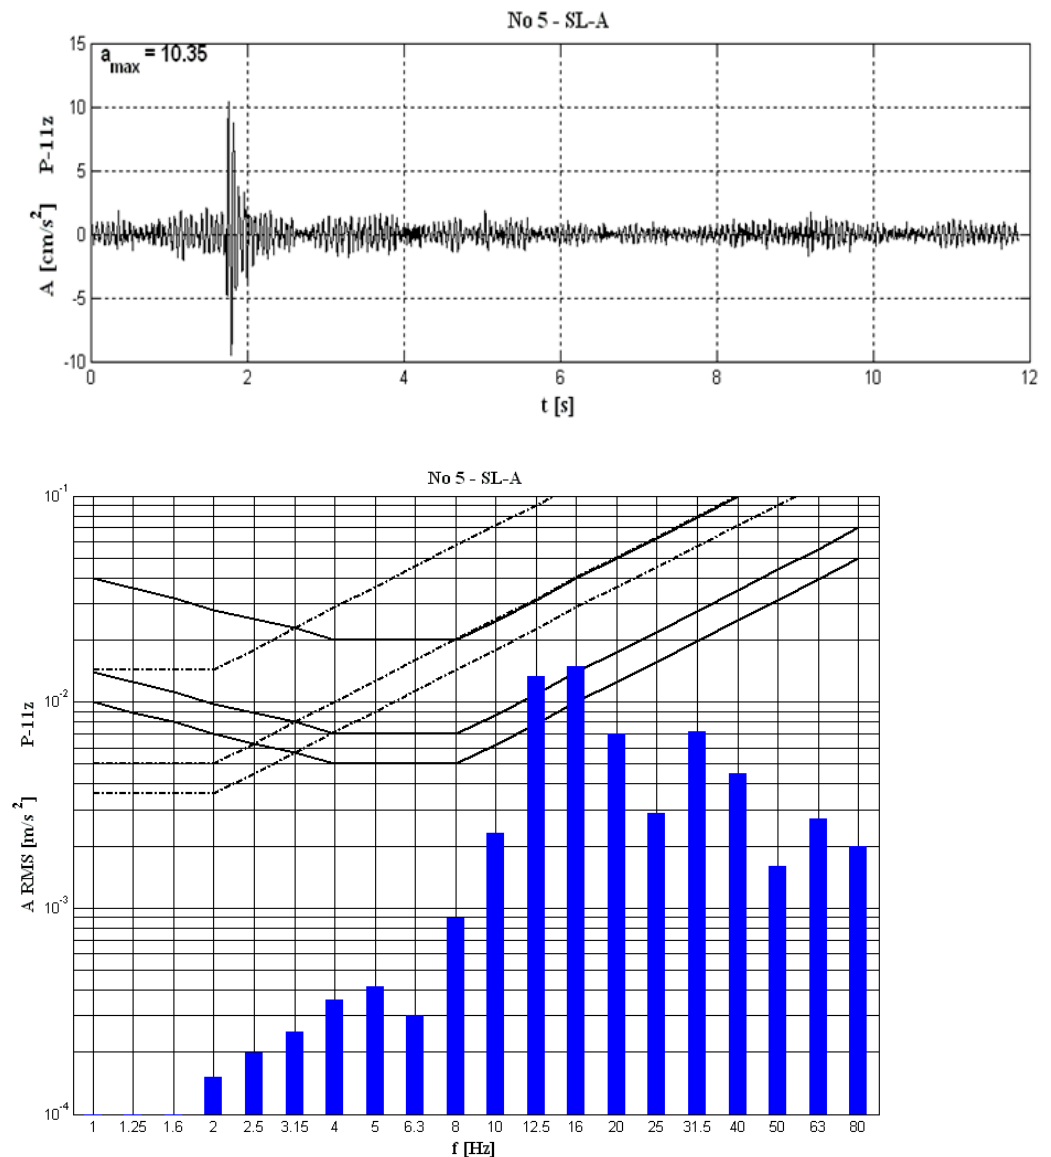 No 5 - SL-A
a_max = 10.35
15
10
5
0
-5
-10
A [cm/s²] P-11z
0 2 4 6 8 10 12
t [s]
No 5 - SL-A
10⁻¹
10⁻²
10⁻³
10⁻⁴
A RMS [m/s²] P-11z
1 1.25 1.6 2 2.5 3.15 4 5 6.3 8 10 12.5 16 20 25 31.5 40 50 63 80
f [Hz]